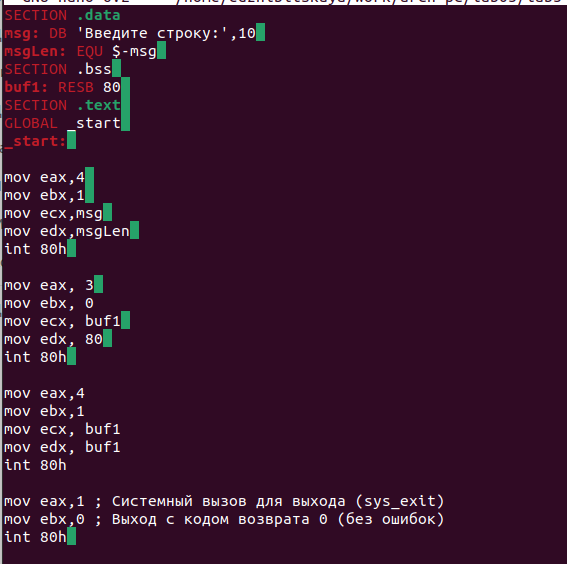 SECTION .data
msg: DB 'Введите строку:',10
msgLen: EQU $-msg
SECTION .bss
buf1: RESB 80
SECTION .text
GLOBAL _start
_start:
mov eax,4
mov ebx,1
mov ecx,msg
mov edx,msgLen
int 80h
mov eax, 3
mov ebx, 0
mov ecx, buf1
mov edx, 80
int 80h
mov eax,4
mov ebx,1
mov ecx, buf1
mov edx, buf1
int 80h
mov eax,1 ; Системный вызов для выхода (sys_exit)
mov ebx,0 ; Выход с кодом возврата 0 (без ошибок)
int 80h